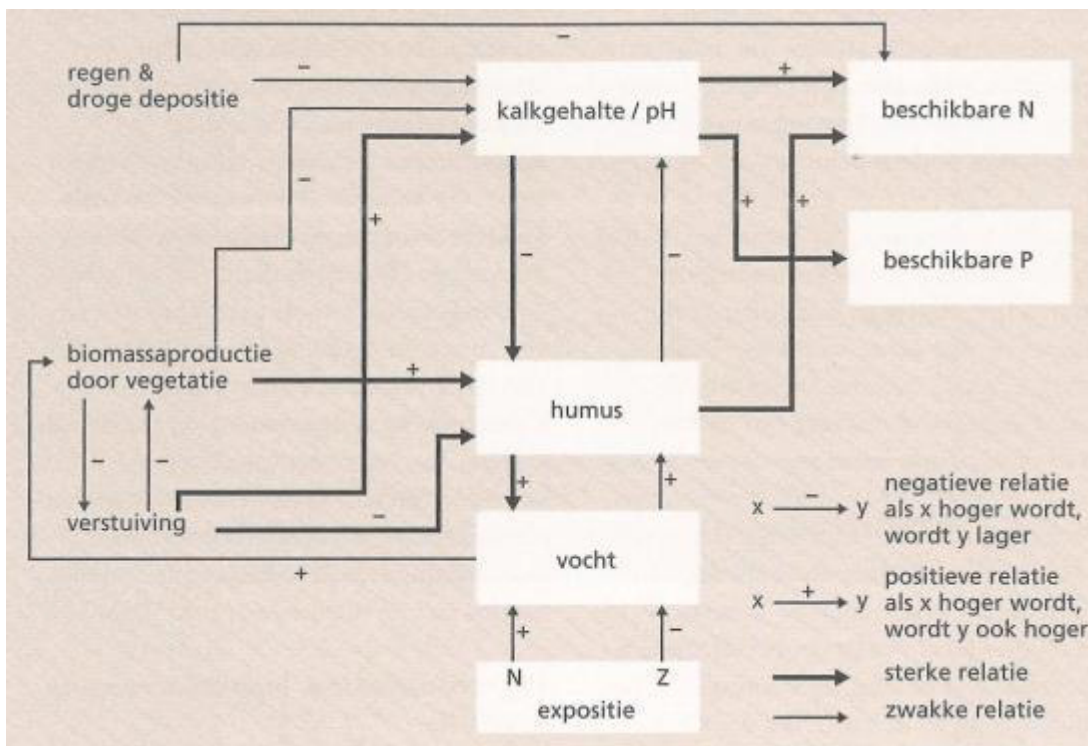 −
regen &
droge depositie
−
kalkgehalte / pH
+
beschikbare N
−
+
−
−
+
+
beschikbare P
biomassaproductie
door vegetatie
+
humus
−
−
+
+
verstuiving
−
vocht
+
+
−
N
Z
expositie
x − y
negatieve relatie
als x hoger wordt,
wordt y lager
x + y
positieve relatie
als x hoger wordt,
wordt y ook hoger
sterke relatie
zwakke relatie